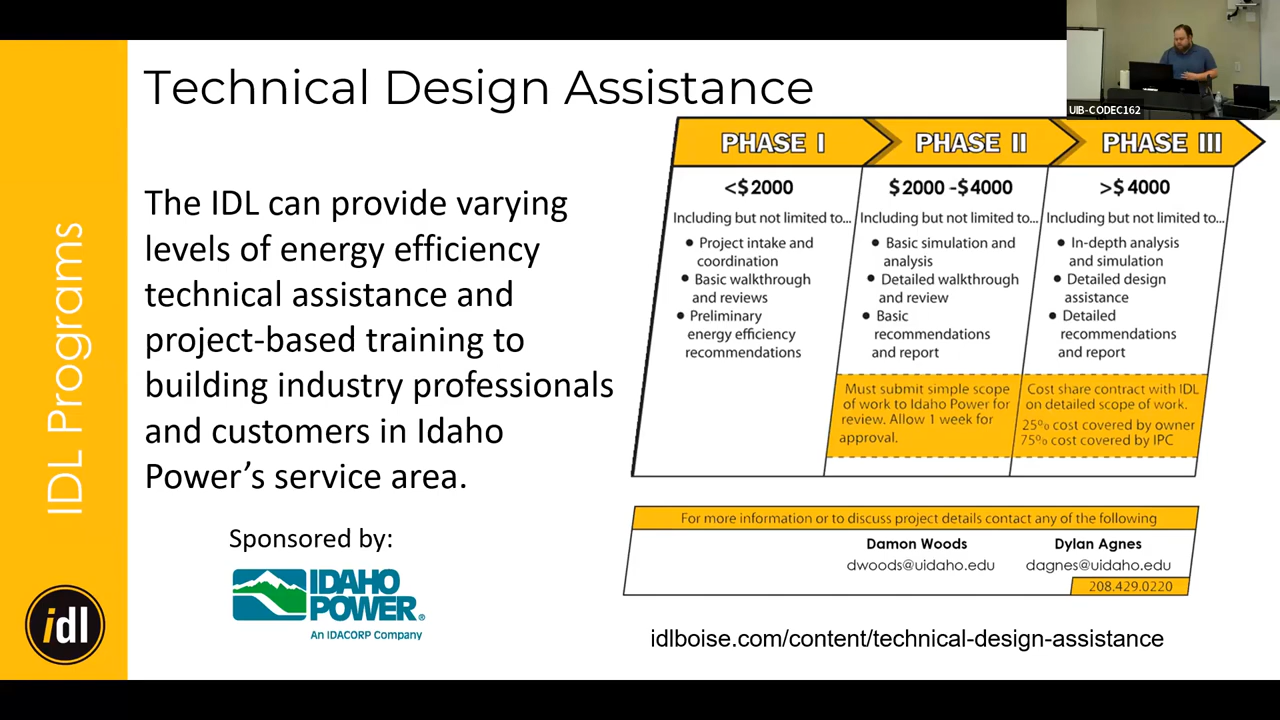 Technical Design Assistance
UIB-CODEC162
IDL Programs
The IDL can provide varying
levels of energy efficiency
technical assistance and
project-based training to
building industry professionals
and customers in Idaho
Power's service area.
Sponsored by:
IDAHO
POWER®
An IDACORP Company
idl
PHASE I
<$2000
Including but not limited to...
• Project intake and
coordination
• Basic walkthrough
and reviews
• Preliminary
energy efficiency
recommendations
PHASE II
$2000 -$4000
Including but not limited to...
• Basic simulation and
analysis
• Detailed walkthrough
and review
• Basic
recommendations
and report
Must submit simple scope
of work to Idaho Power for
review. Allow 1 week for
approval.
PHASE III
>$4000
Including but not limited to...
• In-depth analysis
and simulation
• Detailed design
assistance
• Detailed
recommendations
and report
Cost share contract with IDL
on detailed scope of work.
25% cost covered by owner
75% cost covered by IPC
For more information or to discuss project details contact any of the following
Damon Woods
dwoods@uidaho.edu
Dylan Agnes
dagnes@uidaho.edu
208.429.0220
idlboise.com/content/technical-design-assistance